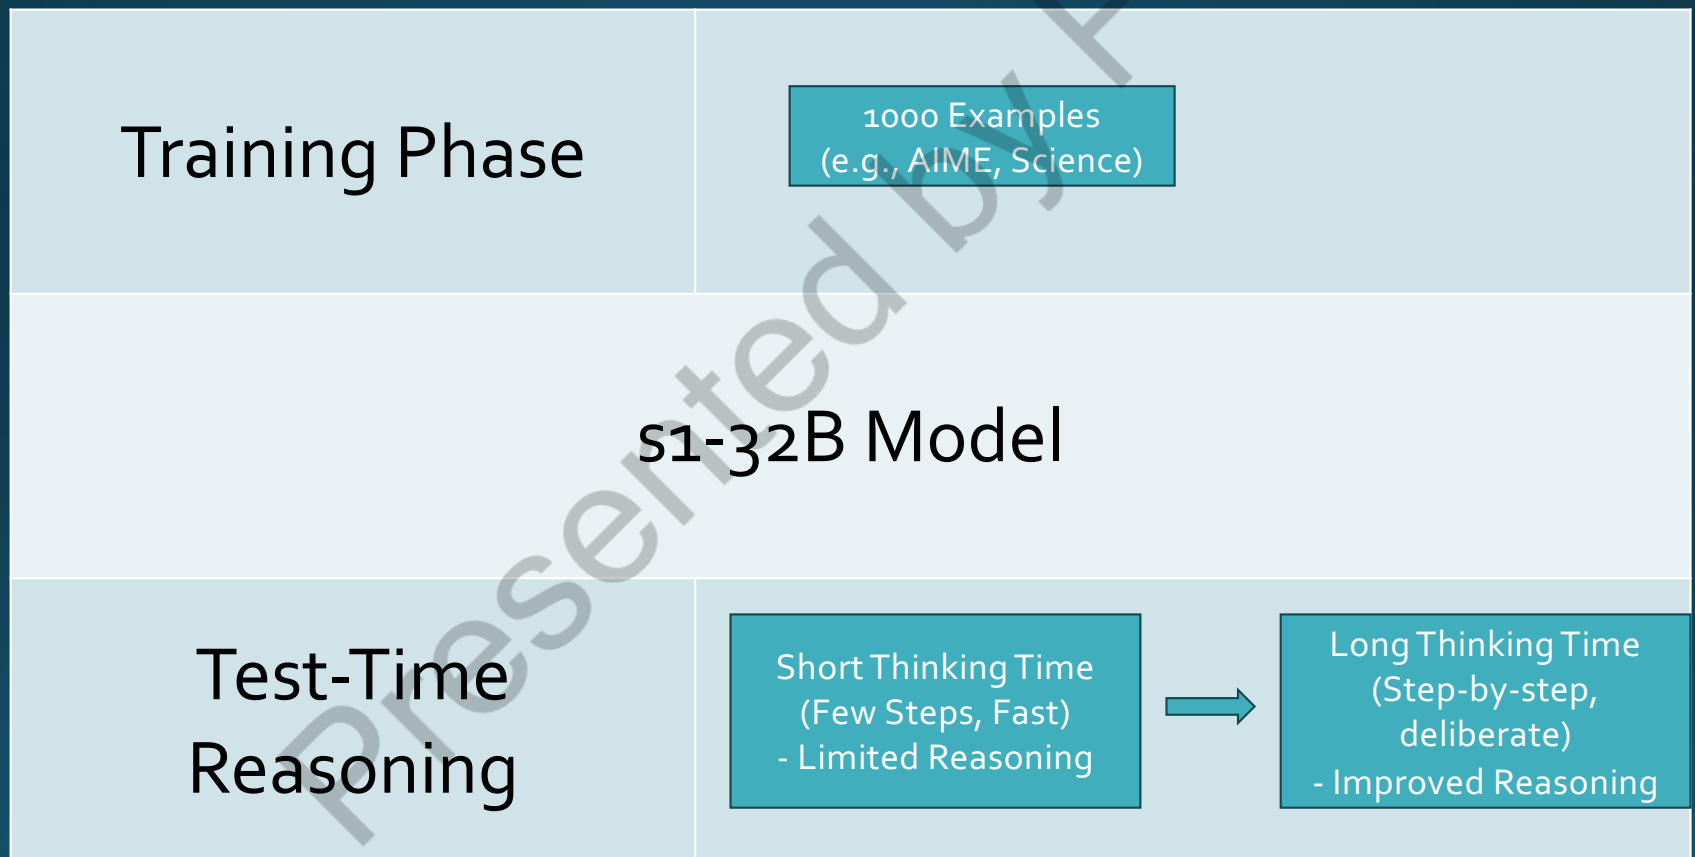 Training Phase
1000 Examples
(e.g., AIME, Science)
s1-32B Model
Test-Time
Reasoning
Short Thinking Time
(Few Steps, Fast)
- Limited Reasoning
Long Thinking Time
(Step-by-step,
deliberate)
- Improved Reasoning
Presented by